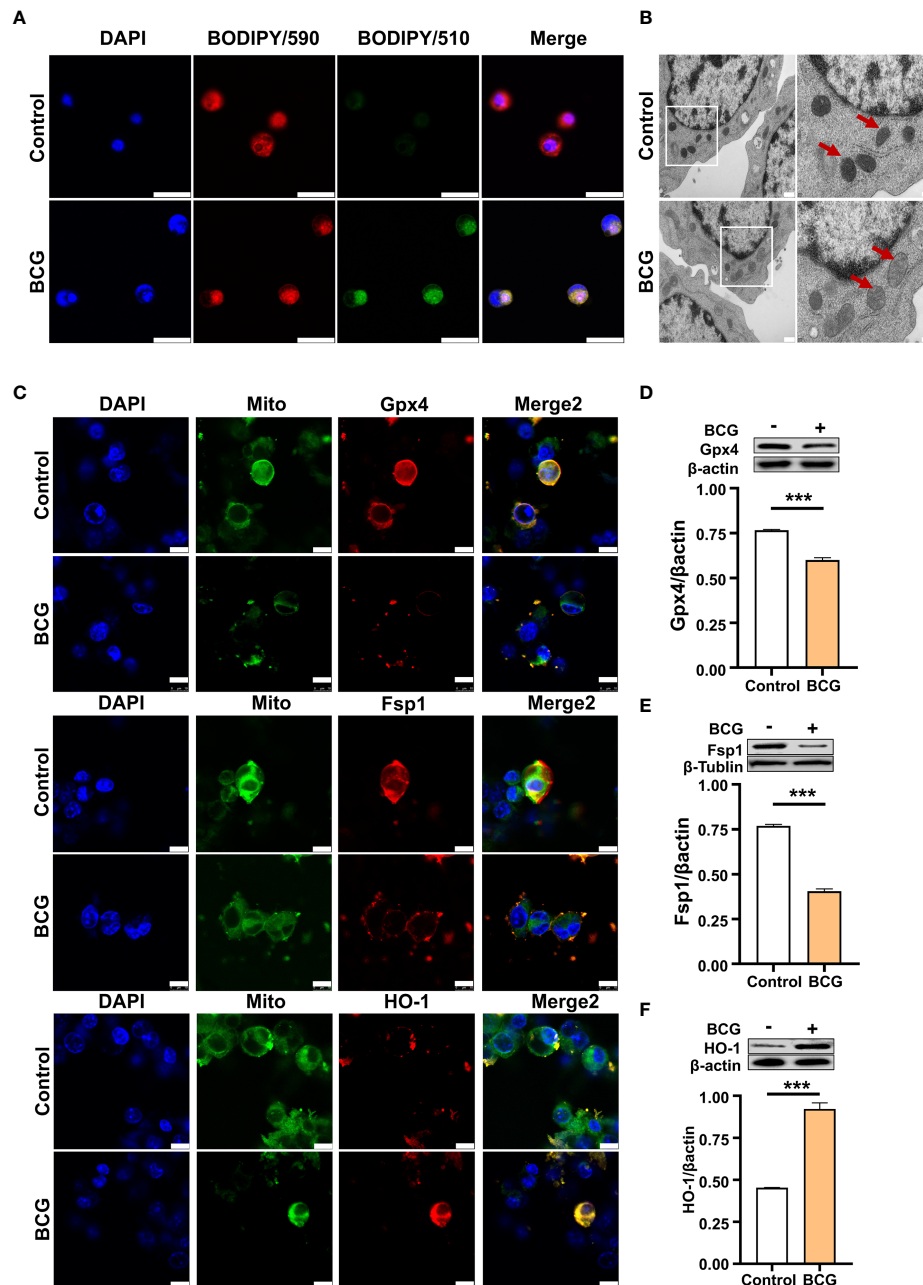 A
DAPI BODIPY/590 BODIPY/510 Merge
Control
BCG
B
Control
BCG
C
DAPI Mito Gpx4 Merge2
Control
BCG
DAPI Mito Fsp1 Merge2
Control
BCG
DAPI Mito HO-1 Merge2
Control
BCG
D
BCG - +
Gpx4
β-actin
***
Gpx4/βactin
1.00
0.75
0.50
0.25
0.00
Control BCG
E
BCG - +
Fsp1
β-Tublin
***
Fsp1/βactin
0.75
0.50
0.25
0.00
Control BCG
F
BCG - +
HO-1
β-actin
***
HO-1/βactin
1.00
0.75
0.50
0.25
0.00
Control BCG